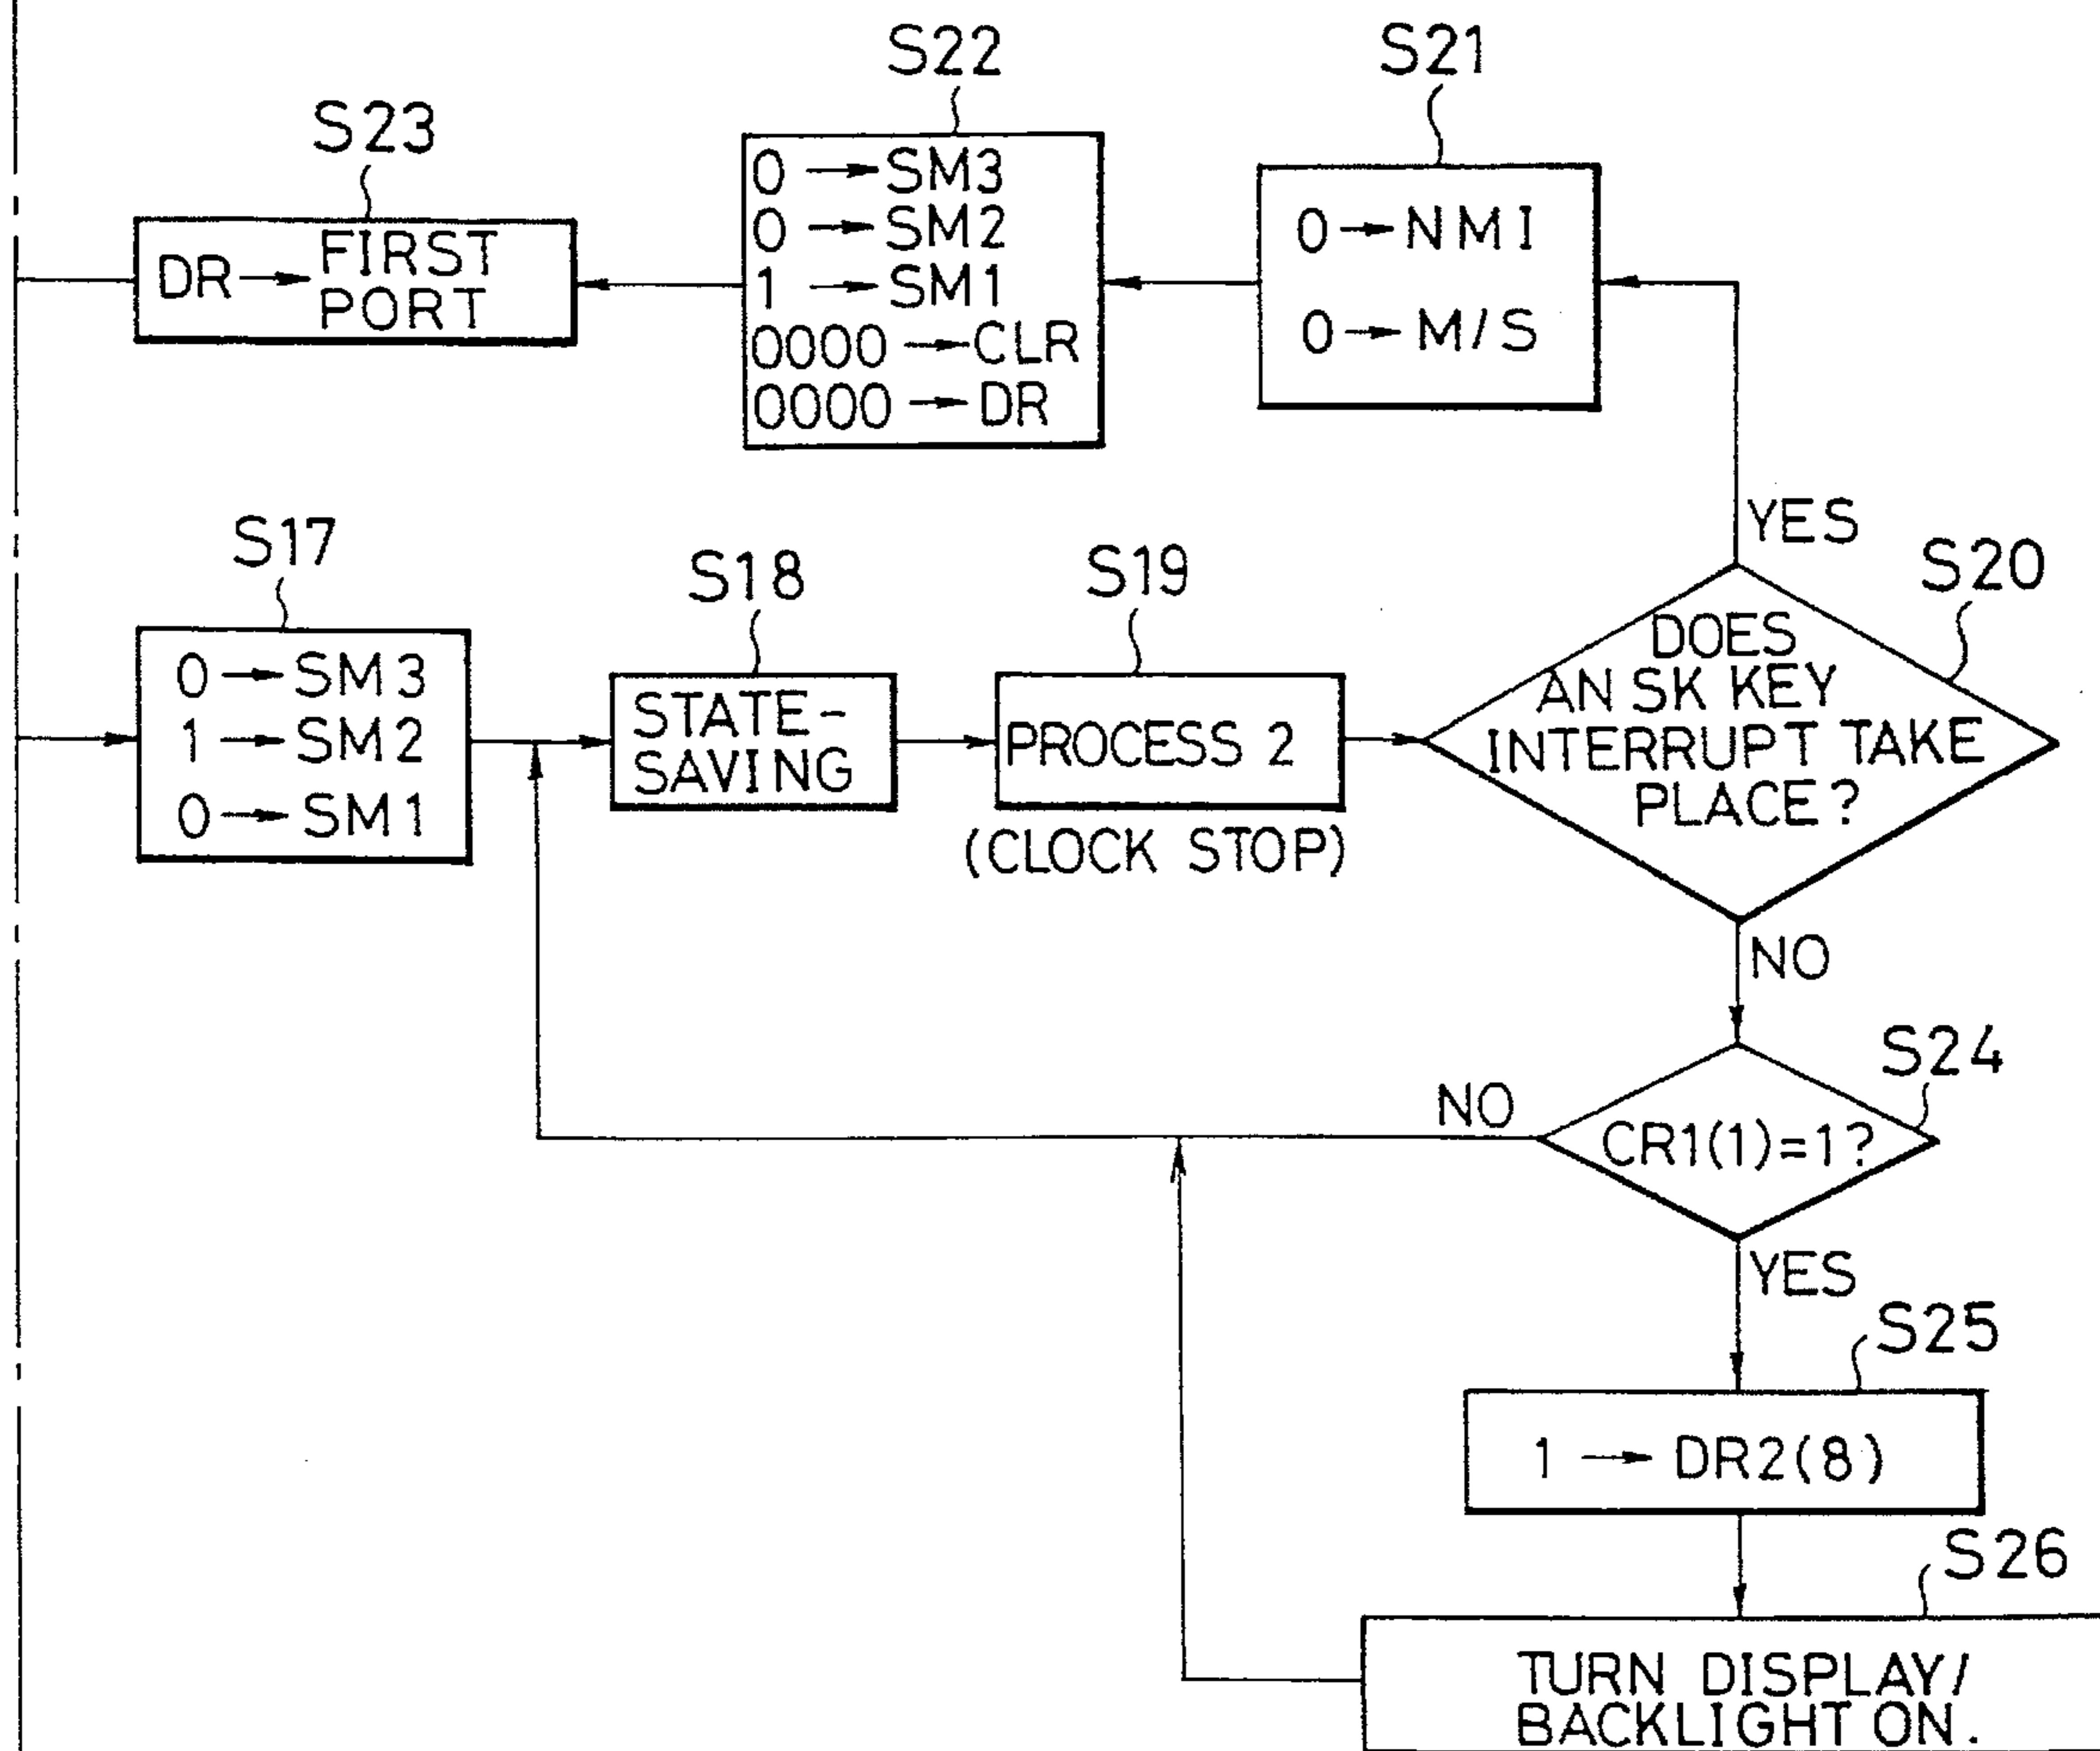 S23
DR → FIRST
PORT
S22
0 → SM3
0 → SM2
1 → SM1
0000 → CLR
0000 → DR
S21
0 → NMI
0 → M/S
YES
S17
0 → SM3
1 → SM2
0 → SM1
S18
STATE-
SAVING
S19
PROCESS 2
(CLOCK STOP)
S20
DOES
AN SK KEY
INTERRUPT TAKE
PLACE?
NO
S24
CR1(1)=1?
NO
YES
S25
1 → DR2(8)
S26
TURN DISPLAY/
BACKLIGHT ON.